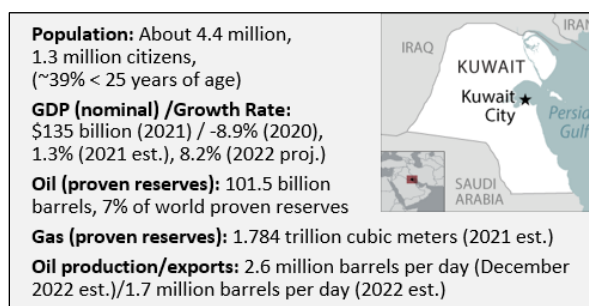 Population: About 4.4 million,
1.3 million citizens,
(~39% < 25 years of age)
GDP (nominal) /Growth Rate:
$135 billion (2021) / -8.9% (2020),
1.3% (2021 est.), 8.2% (2022 proj.)
Oil (proven reserves): 101.5 billion
barrels, 7% of world proven reserves
Gas (proven reserves): 1.784 trillion cubic meters (2021 est.)
Oil production/exports: 2.6 million barrels per day (December
2022 est.)/1.7 million barrels per day (2022 est.)
IRAN
IRAQ
KUWAIT
Kuwait
City
Persian
Gulf
SAUDI
ARABIA